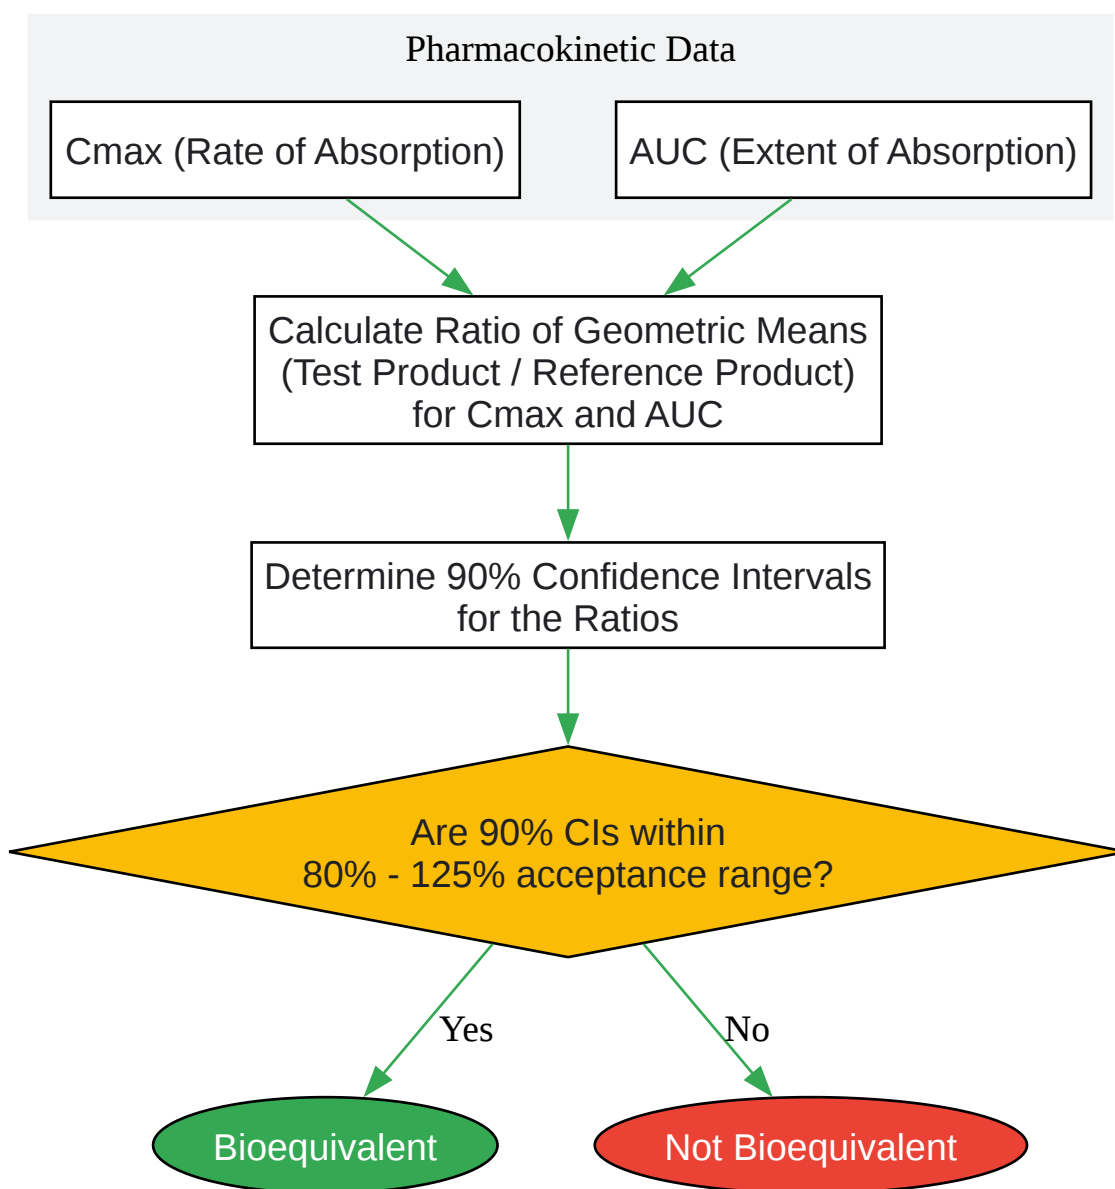 Pharmacokinetic Data
Cmax (Rate of Absorption)
AUC (Extent of Absorption)
Calculate Ratio of Geometric Means
(Test Product / Reference Product)
for Cmax and AUC
Determine 90% Confidence Intervals
for the Ratios
Are 90% CIs within
80% - 125% acceptance range?
Yes
No
Bioequivalent
Not Bioequivalent